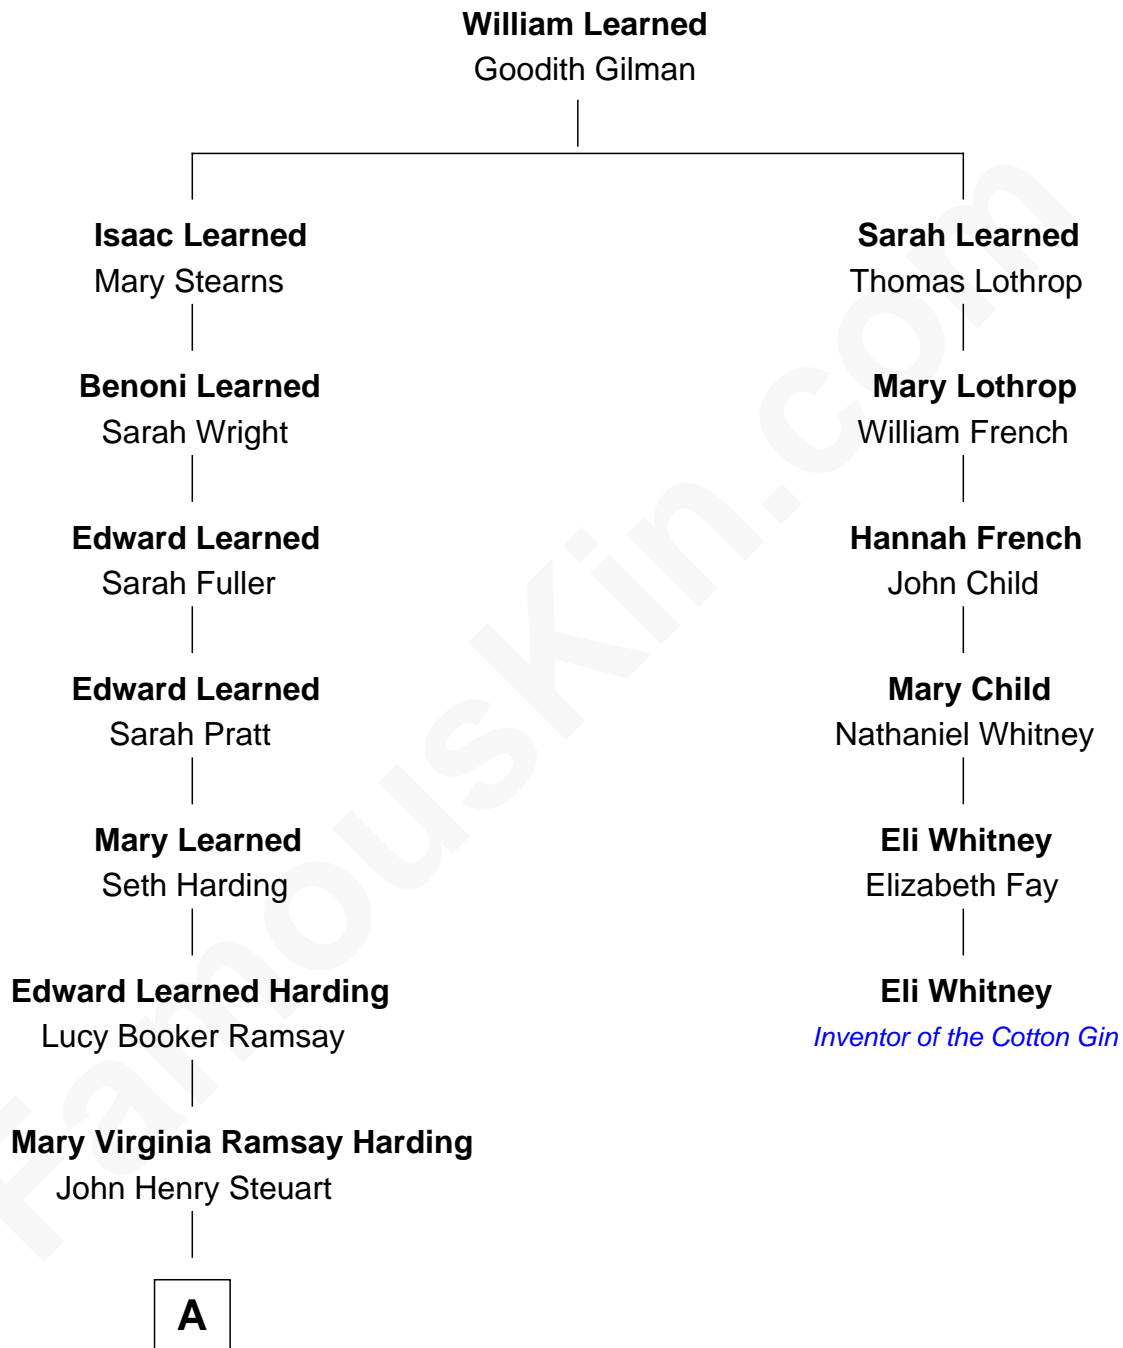 William Learned
Goodith Gilman
Isaac Learned
Mary Stearns
Sarah Learned
Thomas Lothrop
Benoni Learned
Sarah Wright
Mary Lothrop
William French
Edward Learned
Sarah Fuller
Hannah French
John Child
Edward Learned
Sarah Pratt
Mary Child
Nathaniel Whitney
Mary Learned
Seth Harding
Eli Whitney
Elizabeth Fay
Edward Learned Harding
Lucy Booker Ramsay
Eli Whitney
Inventor of the Cotton Gin
Mary Virginia Ramsay Harding
John Henry Steuart
A
FamousKin.com